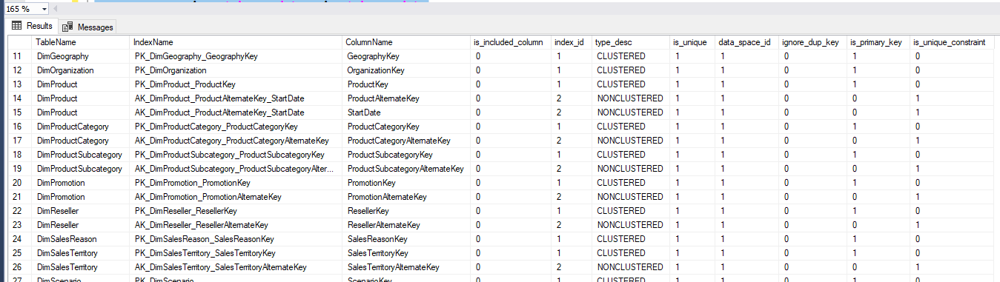 165 %
Results Messages
TableName IndexName ColumnName is_included_column index_id type_desc is_unique data_space_id ignore_dup_key is_primary_key is_unique_constraint
11 DimGeography PK_DimGeography_GeographyKey GeographyKey 0 1 CLUSTERED 1 1 0 1 0
12 DimOrganization PK_DimOrganization OrganizationKey 0 1 CLUSTERED 1 1 0 1 0
13 DimProduct PK_DimProduct_ProductKey ProductKey 0 1 CLUSTERED 1 1 0 1 0
14 DimProduct AK_DimProduct_ProductAlternateKey_StartDate ProductAlternateKey 0 2 NONCLUSTERED 1 1 0 0 1
15 DimProduct AK_DimProduct_ProductAlternateKey_StartDate StartDate 0 2 NONCLUSTERED 1 1 0 0 1
16 DimProductCategory PK_DimProductCategory_ProductCategoryKey ProductCategoryKey 0 1 CLUSTERED 1 1 0 1 0
17 DimProductCategory AK_DimProductCategory_ProductCategoryAlternateKey ProductCategoryAlternateKey 0 2 NONCLUSTERED 1 1 0 0 1
18 DimProductSubcategory PK_DimProductSubcategory_ProductSubcategoryKey ProductSubcategoryKey 0 1 CLUSTERED 1 1 0 1 0
19 DimProductSubcategory AK_DimProductSubcategory_ProductSubcategoryAlter... ProductSubcategoryAlternateKey 0 2 NONCLUSTERED 1 1 0 0 1
20 DimPromotion PK_DimPromotion_PromotionKey PromotionKey 0 1 CLUSTERED 1 1 0 1 0
21 DimPromotion AK_DimPromotion_PromotionAlternateKey PromotionAlternateKey 0 2 NONCLUSTERED 1 1 0 0 1
22 DimReseller PK_DimReseller_ResellerKey ResellerKey 0 1 CLUSTERED 1 1 0 1 0
23 DimReseller AK_DimReseller_ResellerAlternateKey ResellerAlternateKey 0 2 NONCLUSTERED 1 1 0 0 1
24 DimSalesReason PK_DimSalesReason_SalesReasonKey SalesReasonKey 0 1 CLUSTERED 1 1 0 1 0
25 DimSalesTerritory PK_DimSalesTerritory_SalesTerritoryKey SalesTerritoryKey 0 1 CLUSTERED 1 1 0 1 0
26 DimSalesTerritory AK_DimSalesTerritory_SalesTerritoryAlternateKey SalesTerritoryAlternateKey 0 2 NONCLUSTERED 1 1 0 0 1
27 DimScenario PK_DimScenario ScenarioKey 0 1 CLUSTERED 1 1 0 1 0